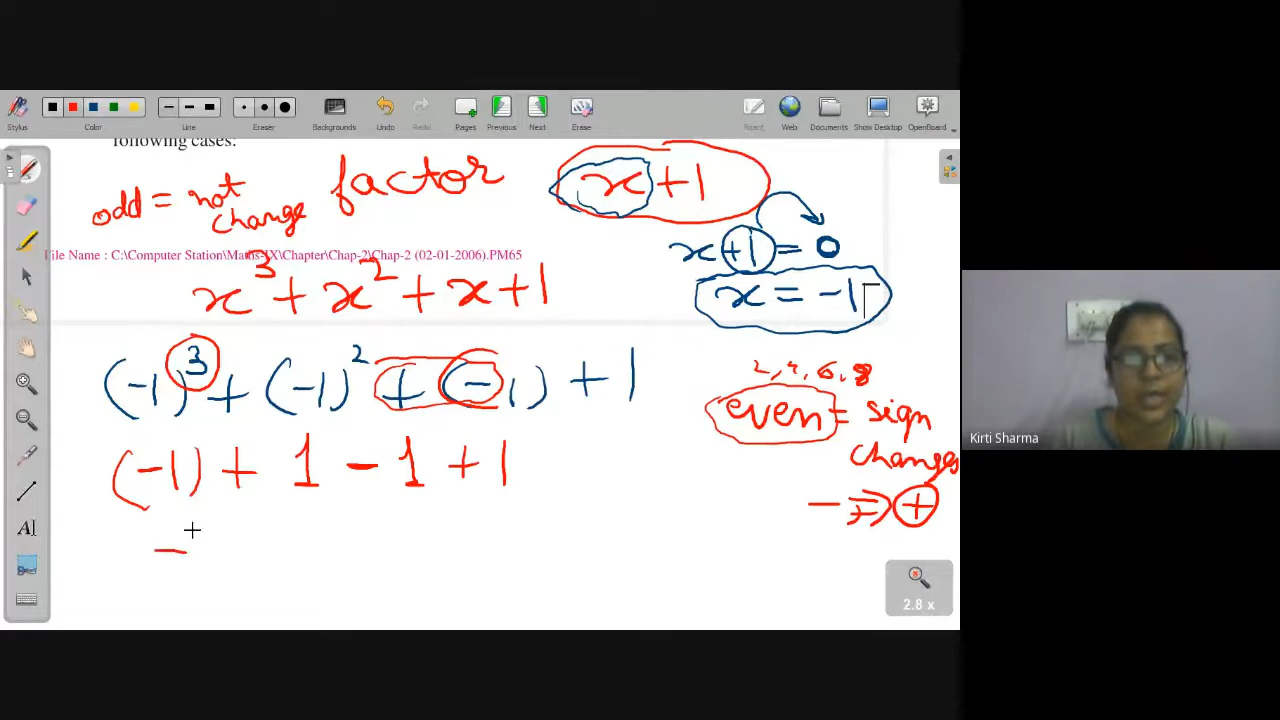 Stylus Color Line Eraser Backgrounds Undo Redo Pages Previous Next Erase Board Web Documents Show Desktop OpenBoard
following cases:
odd = not change
factor
x + 1
x + 1 = 0
x = -1
File Name : C:\Computer Station\Maths-IX\Chapter\Chap-2\Chap-2 (02-01-2006).PM65
x³ + x² + x + 1
(-1)³ + (-1)² + (-1) + 1
2, 4, 6, 8
even = sign
changes
- ⇒ +
(-1) + 1 - 1 + 1
-
2.8 x
Kirti Sharma